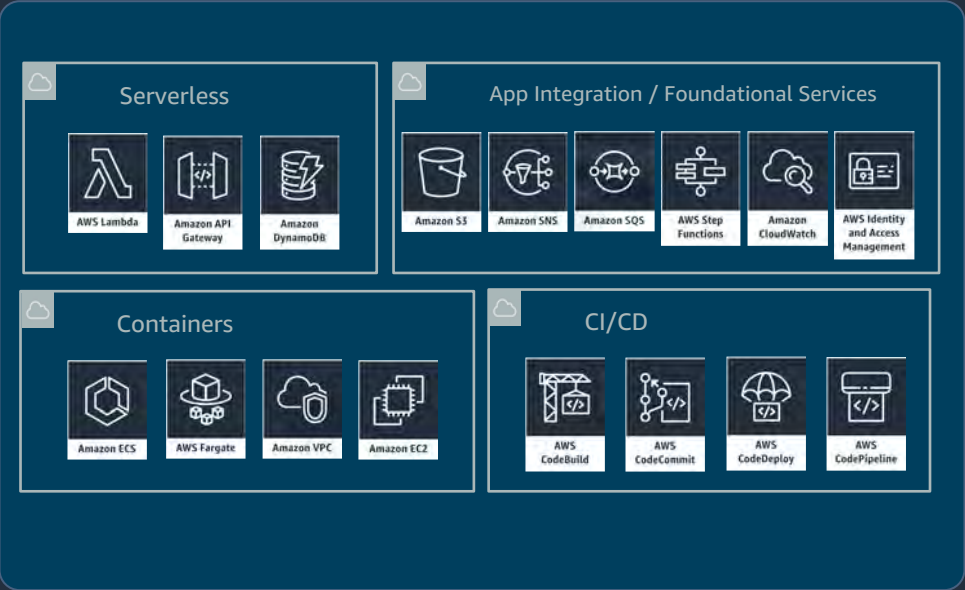 Serverless
AWS Lambda
Amazon API
Gateway
Amazon
DynamoDB
App Integration / Foundational Services
Amazon S3
Amazon SNS
Amazon SQS
AWS Step
Functions
Amazon
CloudWatch
AWS Identity
and Access
Management
Containers
Amazon ECS
AWS Fargate
Amazon VPC
Amazon EC2
CI/CD
</>
AWS
CodeBuild
</>
AWS
CodeCommit
</>
AWS
CodeDeploy
</>
AWS
CodePipeline